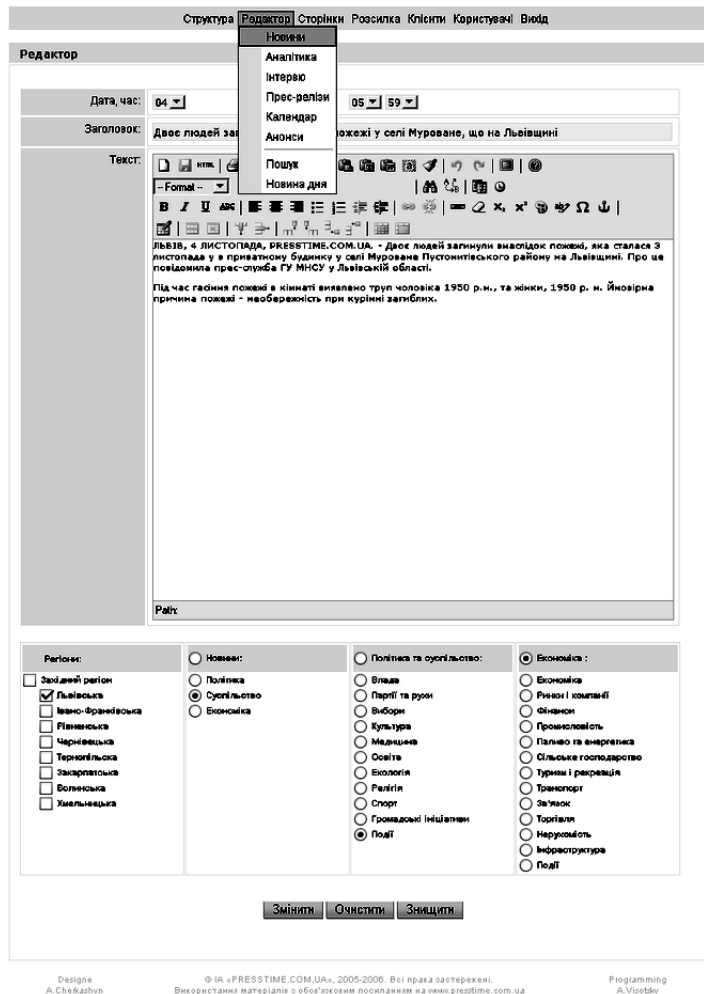 Структура Редактор Сторінки Розсилка Клієнти Користувачі Вихід
Новини
Аналітика
Інтервю
Прес-релізи
Календар
Анонси
Пошук
Новина дня
Редактор
Дата, час: 04 05 59
Заголовок: Двоє людей заг ожежі у селі Муроване, що на Львівщині
Текст:
HTML
-- Format --
B I U ABC
ЛЬВІВ, 4 ЛИСТОПАДА, PRESSTIME.COM.UA. - Двоє людей загинули внаслідок пожежі, яка сталася 3
листопада у в приватному будинку у селі Муроване Пустомитівського району на Львівщині. Про це
повідомила прес-служба ГУ МНСУ у Львівській області.
Під час гасіння пожежі в кімнаті виявлено труп чоловіка 1950 р.н., та жінки, 1950 р. н. Ймовірна
причина пожежі - необережність при курінні загиблих.
Path:
Регіони:
Західний регіон
Львівська
Івано-Франківська
Рівненська
Чернівецька
Тернопільска
Закарпатська
Волинська
Хмельницька
Новини:
Політика
Суспільство
Економіка
Політика та суспільство:
Влада
Партії та рухи
Вибори
Культура
Медицина
Освіта
Екологія
Релігія
Спорт
Громадські ініціативи
Події
Економіка :
Економіка
Ринки і компанії
Фінанси
Промисловість
Паливо та енергетика
Сільське господарство
Туризм і рекреація
Транспорт
Зв'язок
Торгівля
Нерухомість
Інфраструктура
Події
Змінити Очистити Знищити
Designe
A.Cherkashyn
© ІА «PRESSTIME.COM.UA», 2005-2006. Всі права застережені.
Використання матеріалів з обов'язковим посиланням на www.presstime.com.ua
Programming
A.Visotsky